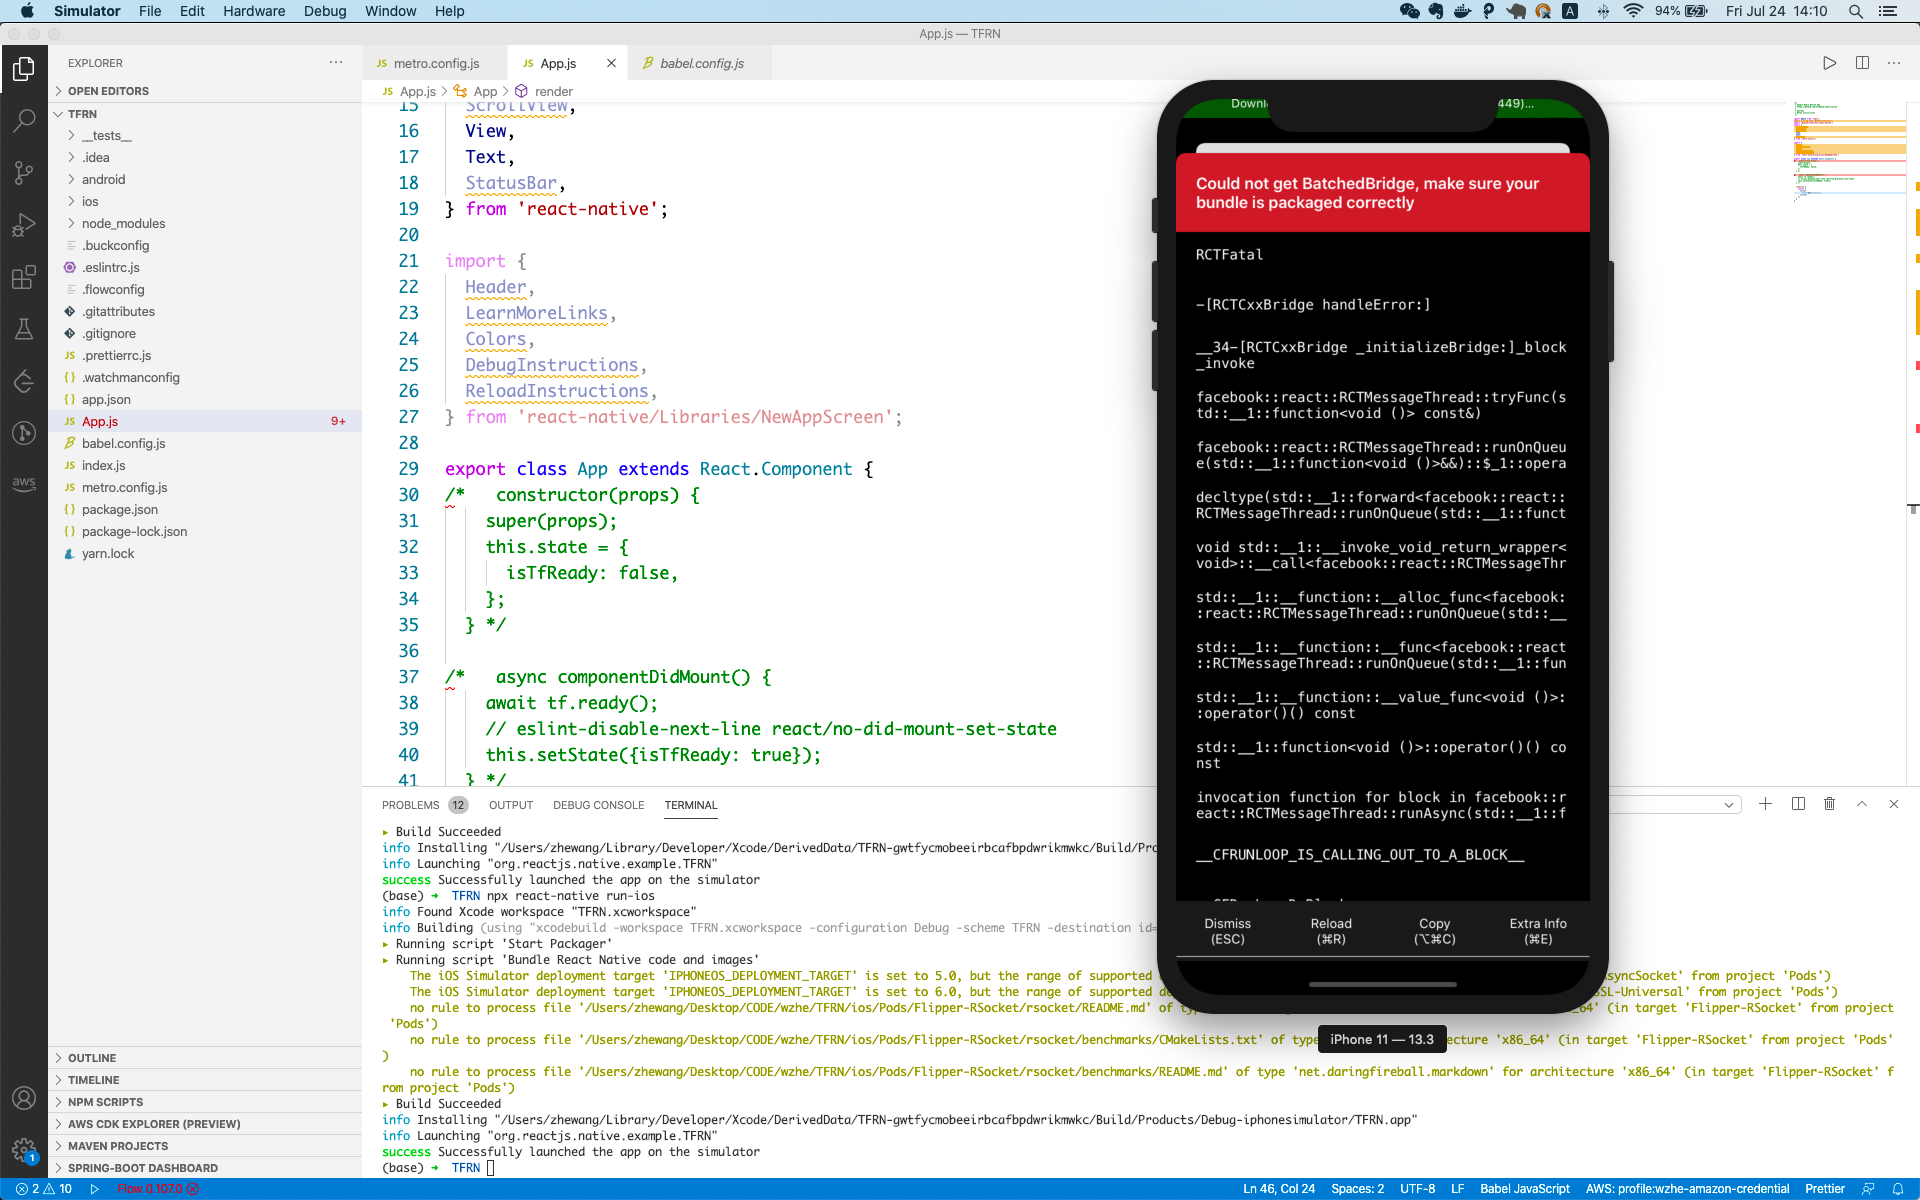 Simulator File Edit Hardware Debug Window Help
94% Fri Jul 24 14:10
App.js — TFRN
EXPLORER
OPEN EDITORS
TFRN
__tests__
.idea
android
ios
node_modules
.buckconfig
.eslintrc.js
.flowconfig
.gitattributes
.gitignore
JS .prettierrc.js
{} .watchmanconfig
{} app.json
JS App.js 9+
babel.config.js
JS index.js
JS metro.config.js
{} package.json
{} package-lock.json
yarn.lock
OUTLINE
TIMELINE
NPM SCRIPTS
AWS CDK EXPLORER (PREVIEW)
MAVEN PROJECTS
SPRING-BOOT DASHBOARD
aws
1
JS metro.config.js JS App.js babel.config.js
JS App.js > App > render
15 ScrollView,
16 View,
17 Text,
18 StatusBar,
19 } from 'react-native';
20
21 import {
22 Header,
23 LearnMoreLinks,
24 Colors,
25 DebugInstructions,
26 ReloadInstructions,
27 } from 'react-native/Libraries/NewAppScreen';
28
29 export class App extends React.Component {
30 /* constructor(props) {
31 super(props);
32 this.state = {
33 isTfReady: false,
34 };
35 } */
36
37 /* async componentDidMount() {
38 await tf.ready();
39 // eslint-disable-next-line react/no-did-mount-set-state
40 this.setState({isTfReady: true});
41 } */
PROBLEMS 12 OUTPUT DEBUG CONSOLE TERMINAL
▸ Build Succeeded
info Installing "/Users/zhewang/Library/Developer/Xcode/DerivedData/TFRN-gwtfycmobeeirbcafbpdwrikmwkc/Build/Pro
info Launching "org.reactjs.native.example.TFRN"
success Successfully launched the app on the simulator
(base) → TFRN npx react-native run-ios
info Found Xcode workspace "TFRN.xcworkspace"
info Building (using "xcodebuild -workspace TFRN.xcworkspace -configuration Debug -scheme TFRN -destination id=
▸ Running script 'Start Packager'
▸ Running script 'Bundle React Native code and images'
The iOS Simulator deployment target 'IPHONEOS_DEPLOYMENT_TARGET' is set to 5.0, but the range of supported d syncSocket' from project 'Pods')
The iOS Simulator deployment target 'IPHONEOS_DEPLOYMENT_TARGET' is set to 6.0, but the range of supported de SL-Universal' from project 'Pods')
no rule to process file '/Users/zhewang/Desktop/CODE/wzhe/TFRN/ios/Pods/Flipper-RSocket/rsocket/README.md' of typ _64' (in target 'Flipper-RSocket' from project
'Pods')
no rule to process file '/Users/zhewang/Desktop/CODE/wzhe/TFRN/ios/Pods/Flipper-RSocket/rsocket/benchmarks/CMakeLists.txt' of type ecture 'x86_64' (in target 'Flipper-RSocket' from project 'Pods'
)
no rule to process file '/Users/zhewang/Desktop/CODE/wzhe/TFRN/ios/Pods/Flipper-RSocket/rsocket/benchmarks/README.md' of type 'net.daringfireball.markdown' for architecture 'x86_64' (in target 'Flipper-RSocket' f
rom project 'Pods')
▸ Build Succeeded
info Installing "/Users/zhewang/Library/Developer/Xcode/DerivedData/TFRN-gwtfycmobeeirbcafbpdwrikmwkc/Build/Products/Debug-iphonesimulator/TFRN.app"
info Launching "org.reactjs.native.example.TFRN"
success Successfully launched the app on the simulator
(base) → TFRN
Downl 449)...
Could not get BatchedBridge, make sure your
bundle is packaged correctly
RCTFatal
-[RCTCxxBridge handleError:]
__34-[RCTCxxBridge _initializeBridge:]_block
_invoke
facebook::react::RCTMessageThread::tryFunc(s
td::__1::function<void ()> const&)
facebook::react::RCTMessageThread::runOnQueu
e(std::__1::function<void ()>&&)::$_1::opera
decltype(std::__1::forward<facebook::react::
RCTMessageThread::runOnQueue(std::__1::funct
void std::__1::__invoke_void_return_wrapper<
void>::__call<facebook::react::RCTMessageThr
std::__1::__function::__alloc_func<facebook:
:react::RCTMessageThread::runOnQueue(std::__
std::__1::__function::__func<facebook::react
::RCTMessageThread::runOnQueue(std::__1::fun
std::__1::__function::__value_func<void ()>:
:operator()() const
std::__1::function<void ()>::operator()() co
nst
invocation function for block in facebook::r
eact::RCTMessageThread::runAsync(std::__1::f
__CFRUNLOOP_IS_CALLING_OUT_TO_A_BLOCK__
Dismiss Reload Copy Extra Info
(ESC) (⌘R) (⌥⌘C) (⌘E)
iPhone 11 — 13.3
2 10 Flow 0.107.0 Ln 46, Col 24 Spaces: 2 UTF-8 LF Babel JavaScript AWS: profile:wzhe-amazon-credential Prettier